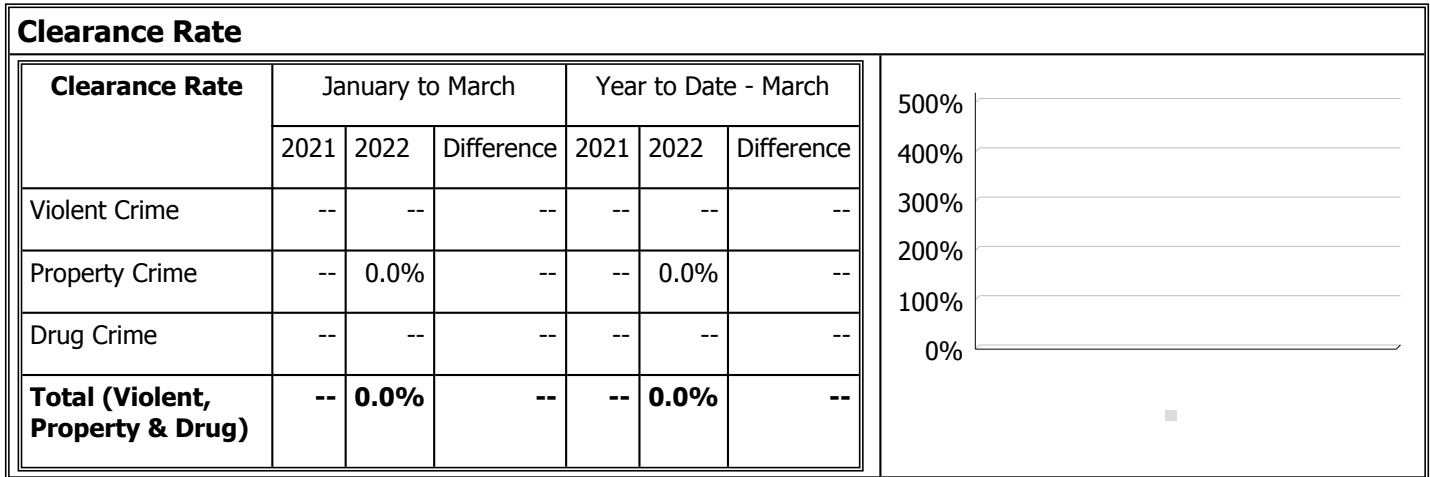 Clearance Rate
Clearance Rate January to March Year to Date - March
2021 2022 Difference 2021 2022 Difference
Violent Crime -- -- -- -- -- --
Property Crime -- 0.0% -- -- 0.0% --
Drug Crime -- -- -- -- -- --
Total (Violent, -- 0.0% -- -- 0.0% --
Property & Drug)
500%
400%
300%
200%
100%
0%